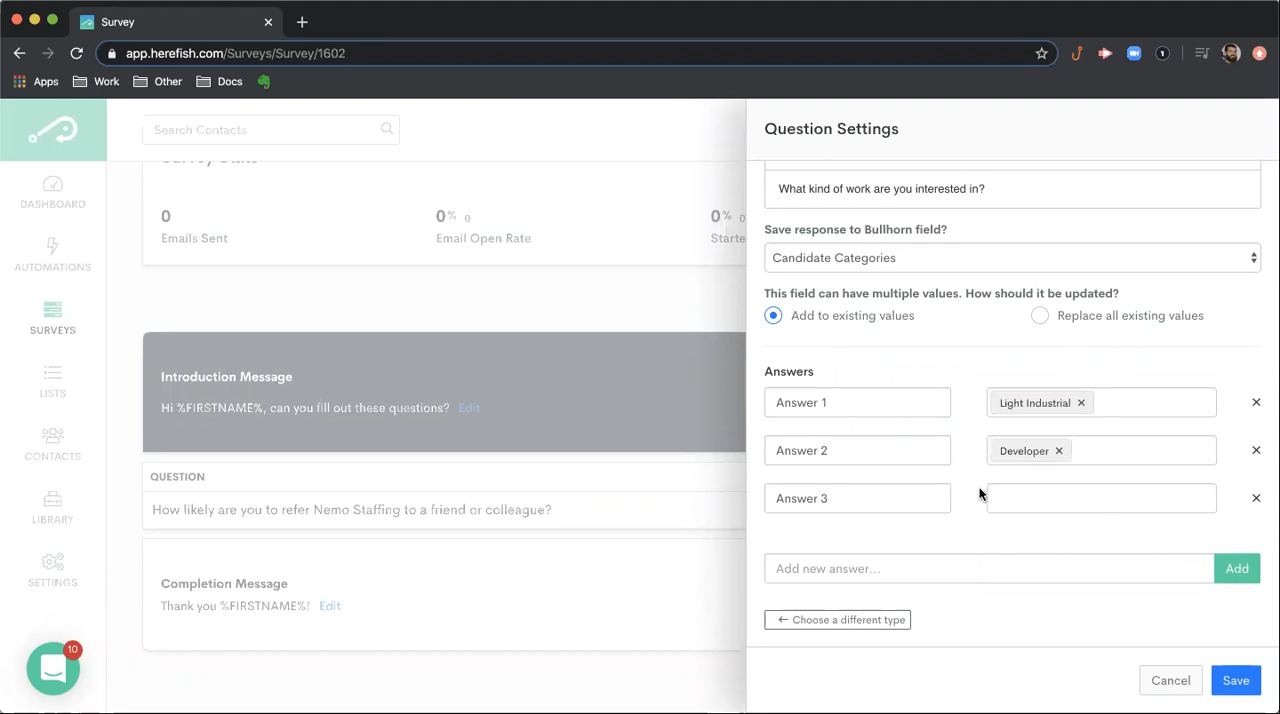 Survey
app.herefish.com/Surveys/Survey/1602
Apps
Work
Other
Docs
DASHBOARD
AUTOMATIONS
SURVEYS
LISTS
CONTACTS
LIBRARY
SETTINGS
10
Search Contacts
0
Emails Sent
0% 0
Email Open Rate
0%
Starte
Introduction Message
Hi %FIRSTNAME%, can you fill out these questions? Edit
QUESTION
How likely are you to refer Nemo Staffing to a friend or colleague?
Completion Message
Thank you %FIRSTNAME%! Edit
Question Settings
What kind of work are you interested in?
Save response to Bullhorn field?
Candidate Categories
This field can have multiple values. How should it be updated?
Add to existing values
Replace all existing values
Answers
Answer 1
Light Industrial ×
×
Answer 2
Developer ×
×
Answer 3
×
Add new answer...
Add
← Choose a different type
Cancel
Save